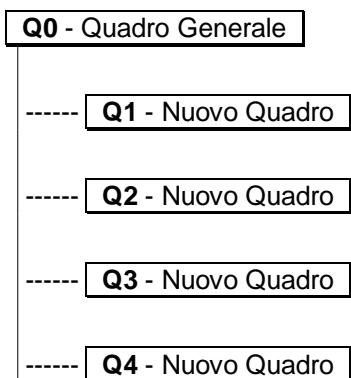 Q0 - Quadro Generale
------ Q1 - Nuovo Quadro
------ Q2 - Nuovo Quadro
------ Q3 - Nuovo Quadro
------ Q4 - Nuovo Quadro